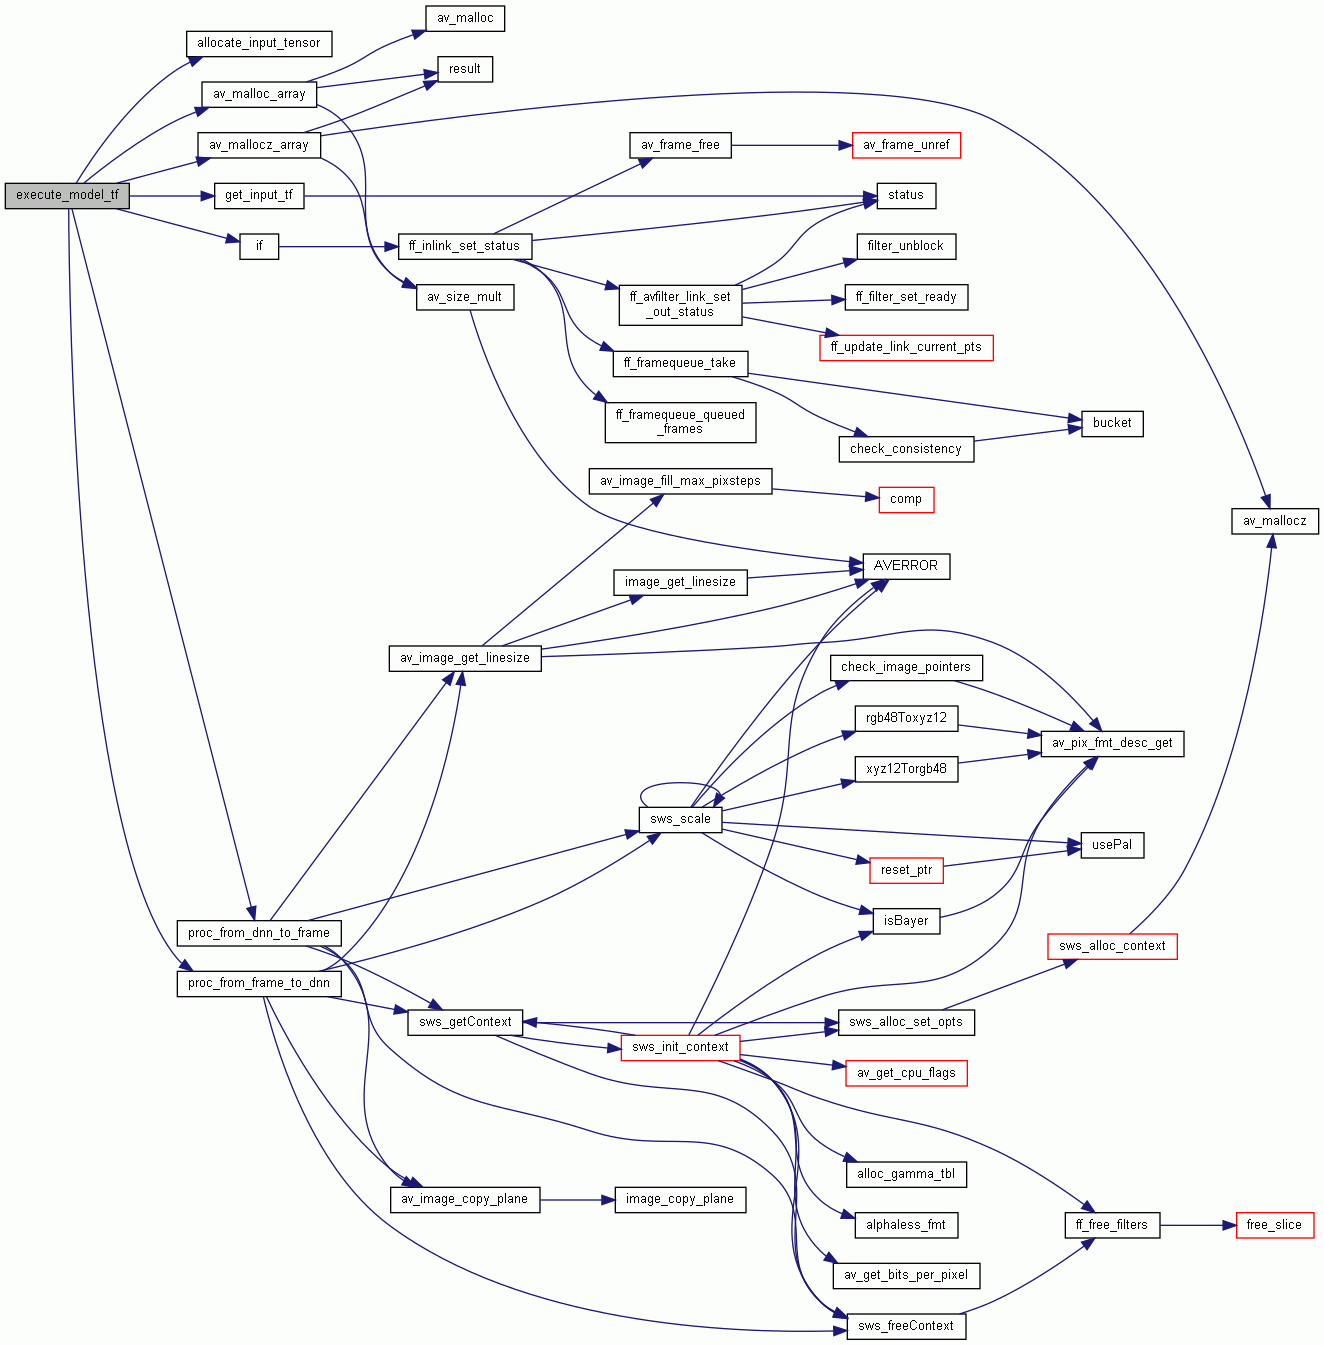 av_malloc
allocate_input_tensor
result
av_malloc_array
av_mallocz_array
av_frame_free
av_frame_unref
execute_model_tf
get_input_tf
status
if
ff_inlink_set_status
filter_unblock
av_size_mult
ff_avfilter_link_set
_out_status
ff_filter_set_ready
ff_update_link_current_pts
ff_framequeue_take
ff_framequeue_queued
_frames
bucket
check_consistency
av_image_fill_max_pixsteps
comp
av_mallocz
AVERROR
image_get_linesize
av_image_get_linesize
check_image_pointers
rgb48Toxyz12
av_pix_fmt_desc_get
xyz12Torgb48
sws_scale
usePal
reset_ptr
isBayer
proc_from_dnn_to_frame
sws_alloc_context
proc_from_frame_to_dnn
sws_getContext
sws_alloc_set_opts
sws_init_context
av_get_cpu_flags
alloc_gamma_tbl
av_image_copy_plane
image_copy_plane
alphaless_fmt
ff_free_filters
free_slice
av_get_bits_per_pixel
sws_freeContext